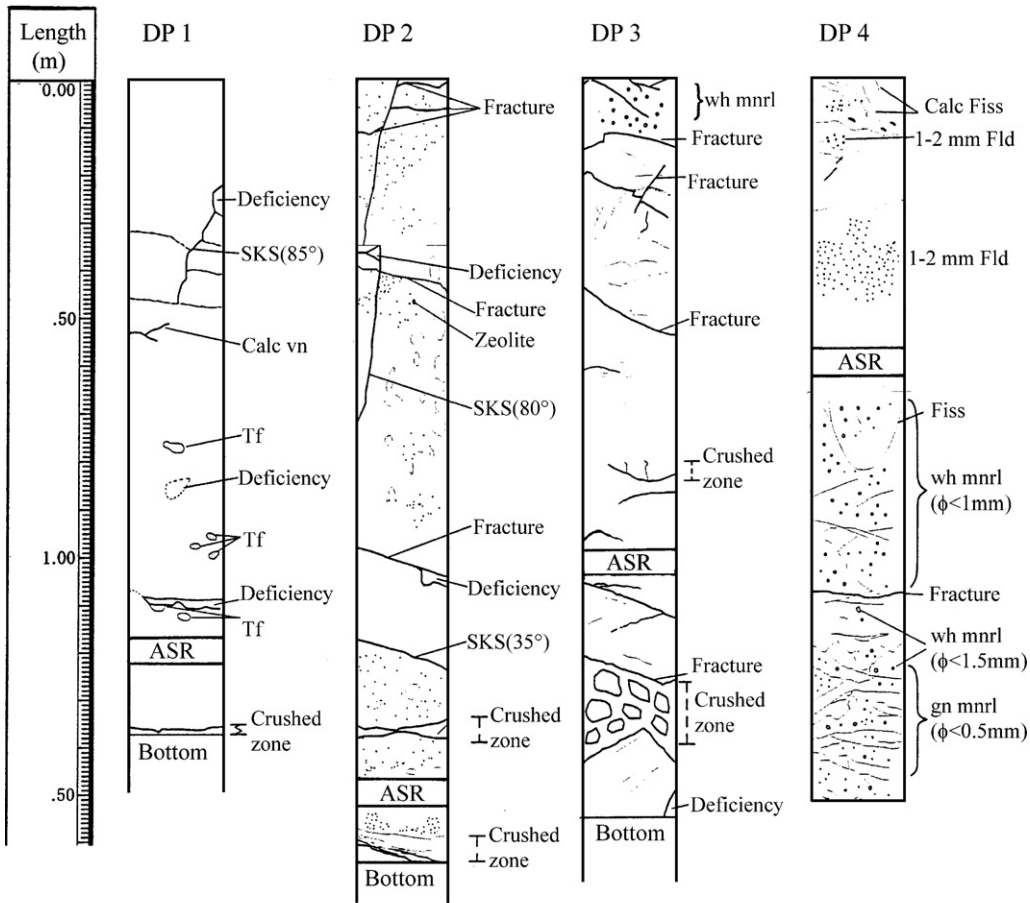 Length
(m)
0.00
.50
1.00
.50
DP 1
Deficiency
SKS(85°)
Calc vn
Tf
Deficiency
Tf
Deficiency
Tf
ASR
Crushed
zone
Bottom
DP 2
Fracture
Deficiency
Fracture
Zeolite
SKS(80°)
Fracture
Deficiency
SKS(35°)
Crushed
zone
ASR
Crushed
zone
Bottom
DP 3
wh mnrl
Fracture
Fracture
Fracture
Crushed
zone
ASR
Fracture
Crushed
zone
Deficiency
Bottom
DP 4
Calc Fiss
1-2 mm Fld
1-2 mm Fld
ASR
Fiss
wh mnrl
(ϕ<1mm)
Fracture
wh mnrl
(ϕ<1.5mm)
gn mnrl
(ϕ<0.5mm)